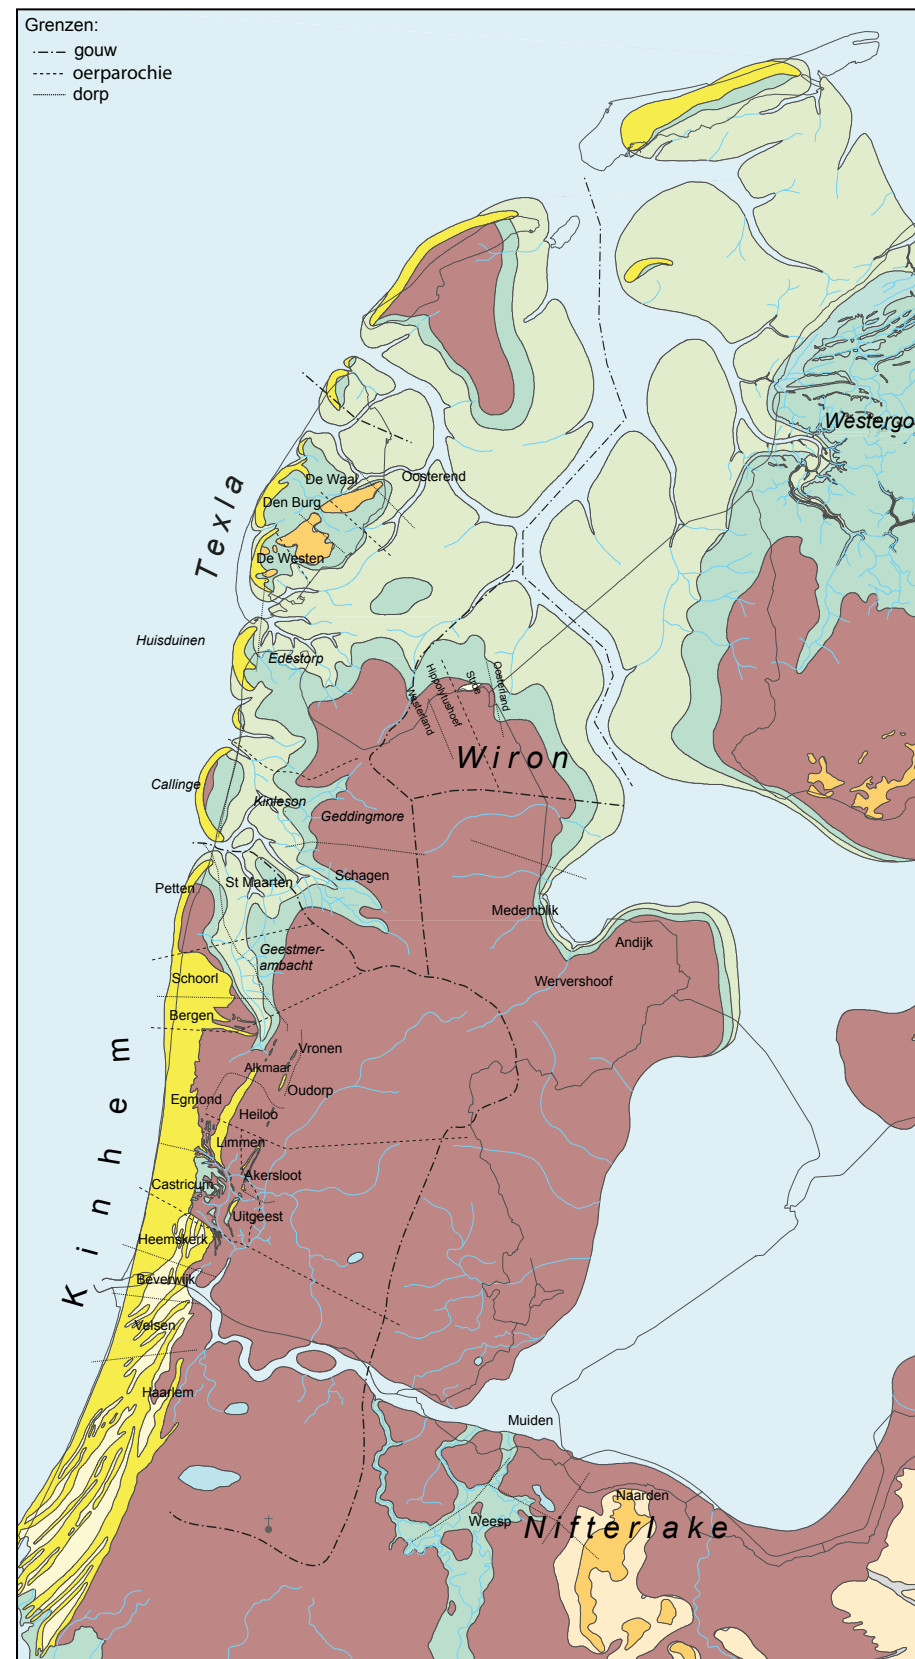 Grenzen:
gouw
oerparochie
dorp
Westergo
Texla
De Waal
Oosterend
Den Burg
De Westen
Huisduinen
Edestorp
Westerland
Hippolytushoef
Stroe
Oosterland
Wiron
Callinge
Kinleson
Geddingmore
Petten
St Maarten
Schagen
Medemblik
Andijk
Geestmer-
ambacht
Schoorl
Wervershoof
Bergen
Kinhem
Vronen
Alkmaar
Oudorp
Egmond
Heiloo
Limmen
Akersloot
Castricum
Uitgeest
Heemskerk
Beverwijk
Velsen
Haarlem
Muiden
Naarden
Weesp
Nifterlake